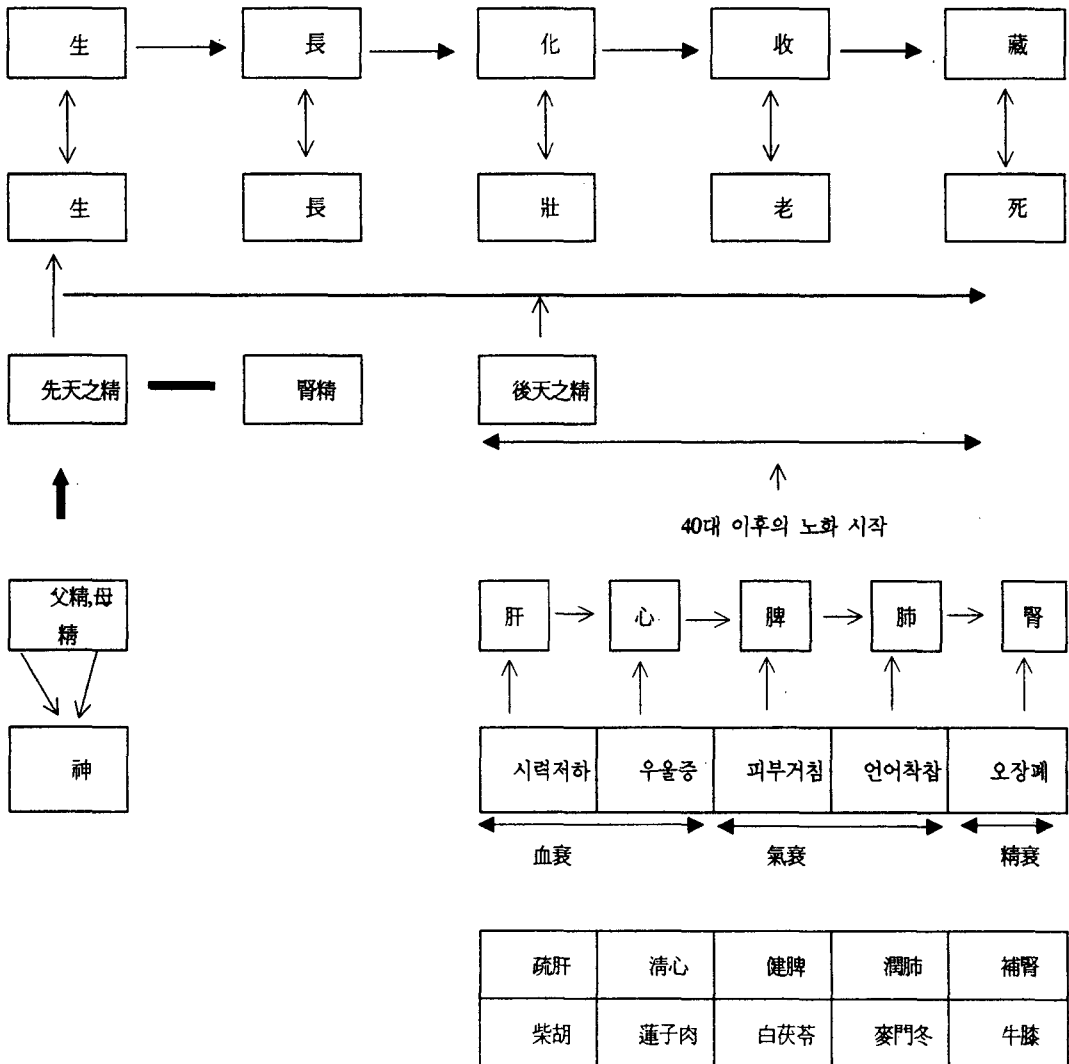 生 長 化 收 藏
生 長 壯 老 死
先天之精 腎精 後天之精
40대 이후의 노화 시작
父精,母
精
肝 心 脾 肺 腎
神
시력저하 우울증 피부거침 언어착찹 오장폐
血衰 氣衰 精衰
疏肝 淸心 健脾 潤肺 補腎
柴胡 蓮子肉 白茯苓 麥門冬 牛膝